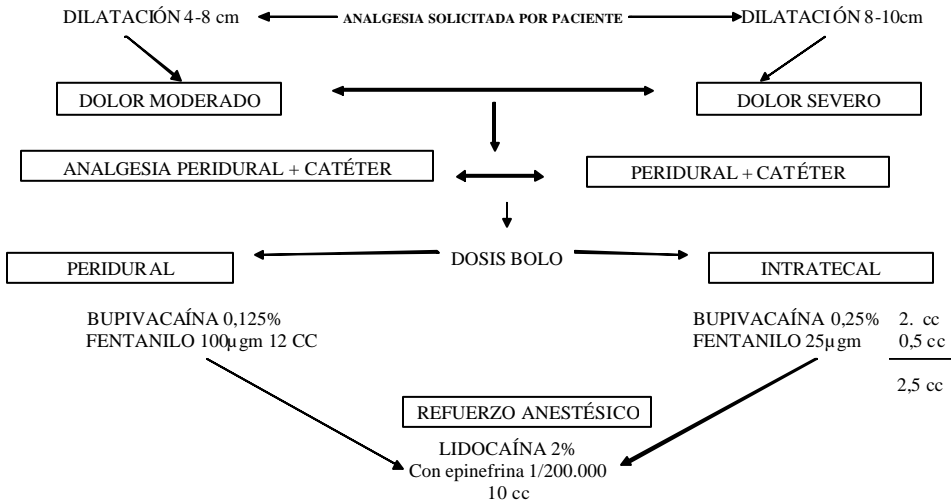 DILATACIÓN 4-8 cm ANALGESIA SOLICITADA POR PACIENTE DILATACIÓN 8-10cm
DOLOR MODERADO DOLOR SEVERO
ANALGESIA PERIDURAL + CATÉTER PERIDURAL + CATÉTER
DOSIS BOLO
PERIDURAL INTRATECAL
BUPIVACAÍNA 0,125%
FENTANILO 100µgm 12 CC
BUPIVACAÍNA 0,25% 2. cc
FENTANILO 25µgm 0,5 cc
2,5 cc
REFUERZO ANESTÉSICO
LIDOCAÍNA 2%
Con epinefrina 1/200.000
10 cc